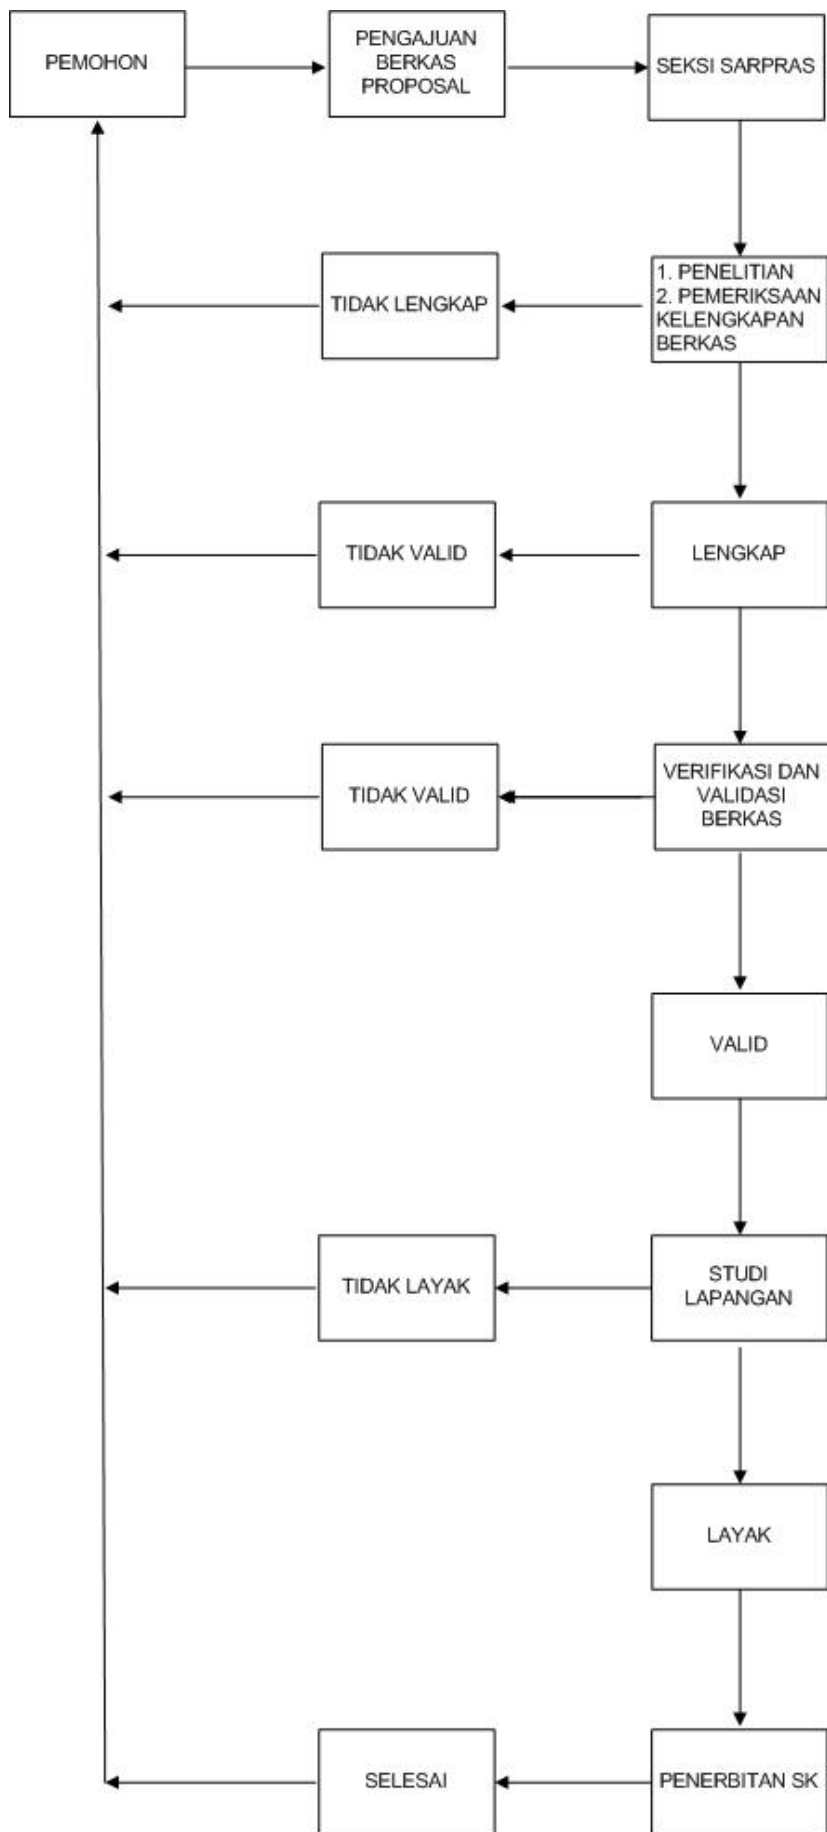 PEMOHON
PENGAJUAN
BERKAS
PROPOSAL
SEKSI SARPRAS
TIDAK LENGKAP
1. PENELITIAN
2. PEMERIKSAAN
KELENGKAPAN
BERKAS
TIDAK VALID
LENGKAP
TIDAK VALID
VERIFIKASI DAN
VALIDASI
BERKAS
VALID
TIDAK LAYAK
STUDI
LAPANGAN
LAYAK
SELESAI
PENERBITAN SK